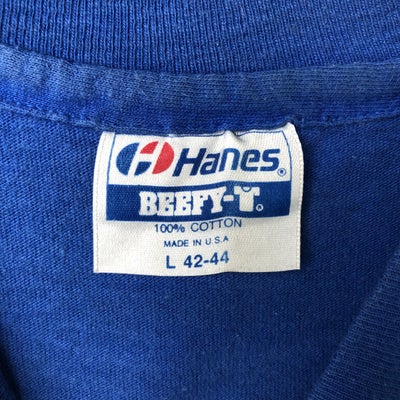 Hanes®
BEEFY-T®
100% COTTON
MADE IN U.S.A
L 42-44